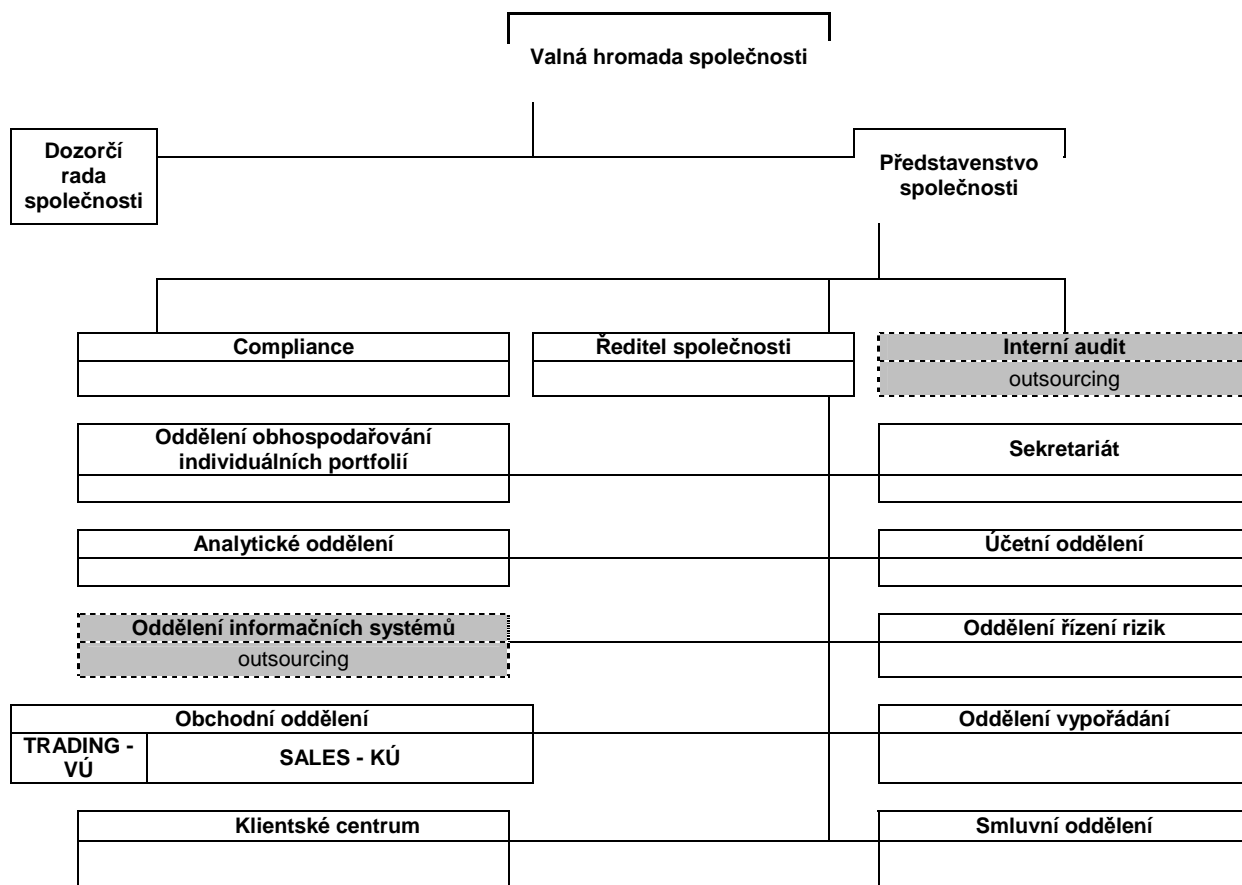 Valná hromada společnosti
Dozorčí
rada
společnosti
Představenstvo
společnosti
Compliance
Ředitel společnosti
Interní audit
outsourcing
Oddělení obhospodařování
individuálních portfolií
Sekretariát
Analytické oddělení
Účetní oddělení
Oddělení informačních systémů
outsourcing
Oddělení řízení rizik
Obchodní oddělení
TRADING -
VÚ
SALES - KÚ
Oddělení vypořádání
Klientské centrum
Smluvní oddělení